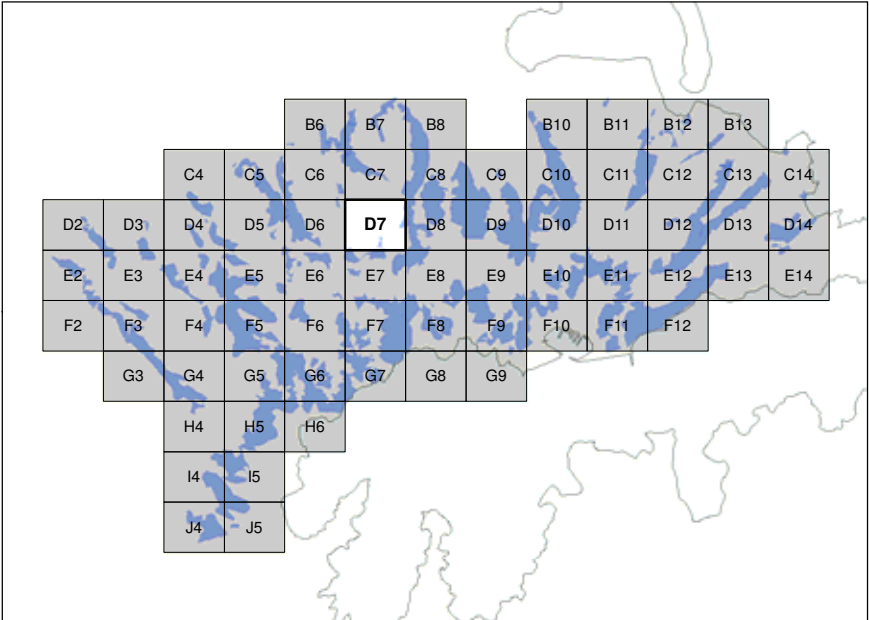 B6 B7 B8 B10 B11 B12 B13
C4 C5 C6 C7 C8 C9 C10 C11 C12 C13 C14
D2 D3 D4 D5 D6 D7 D8 D9 D10 D11 D12 D13 D14
E2 E3 E4 E5 E6 E7 E8 E9 E10 E11 E12 E13 E14
F2 F3 F4 F5 F6 F7 F8 F9 F10 F11 F12
G3 G4 G5 G6 G7 G8 G9
H4 H5 H6
I4 I5
J4 J5